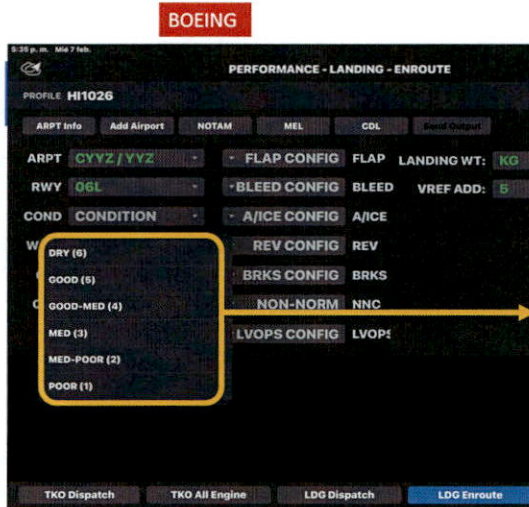 BOEING
5:35 p. m. Mié 7 feb.
PERFORMANCE - LANDING - ENROUTE
PROFILE HI1026
ARPT Info Add Airport NOTAM MEL CDL Send Output
ARPT CYYZ / YYZ FLAP CONFIG FLAP LANDING WT: KG
RWY 06L BLEED CONFIG BLEED VREF ADD: 5
COND CONDITION A/ICE CONFIG A/ICE
W REV CONFIG REV
BRKS CONFIG BRKS
NON-NORM NNC
LVOPS CONFIG LVOPS
DRY (6)
GOOD (5)
GOOD-MED (4)
MED (3)
MED-POOR (2)
POOR (1)
TKO Dispatch TKO All Engine LDG Dispatch LDG Enroute